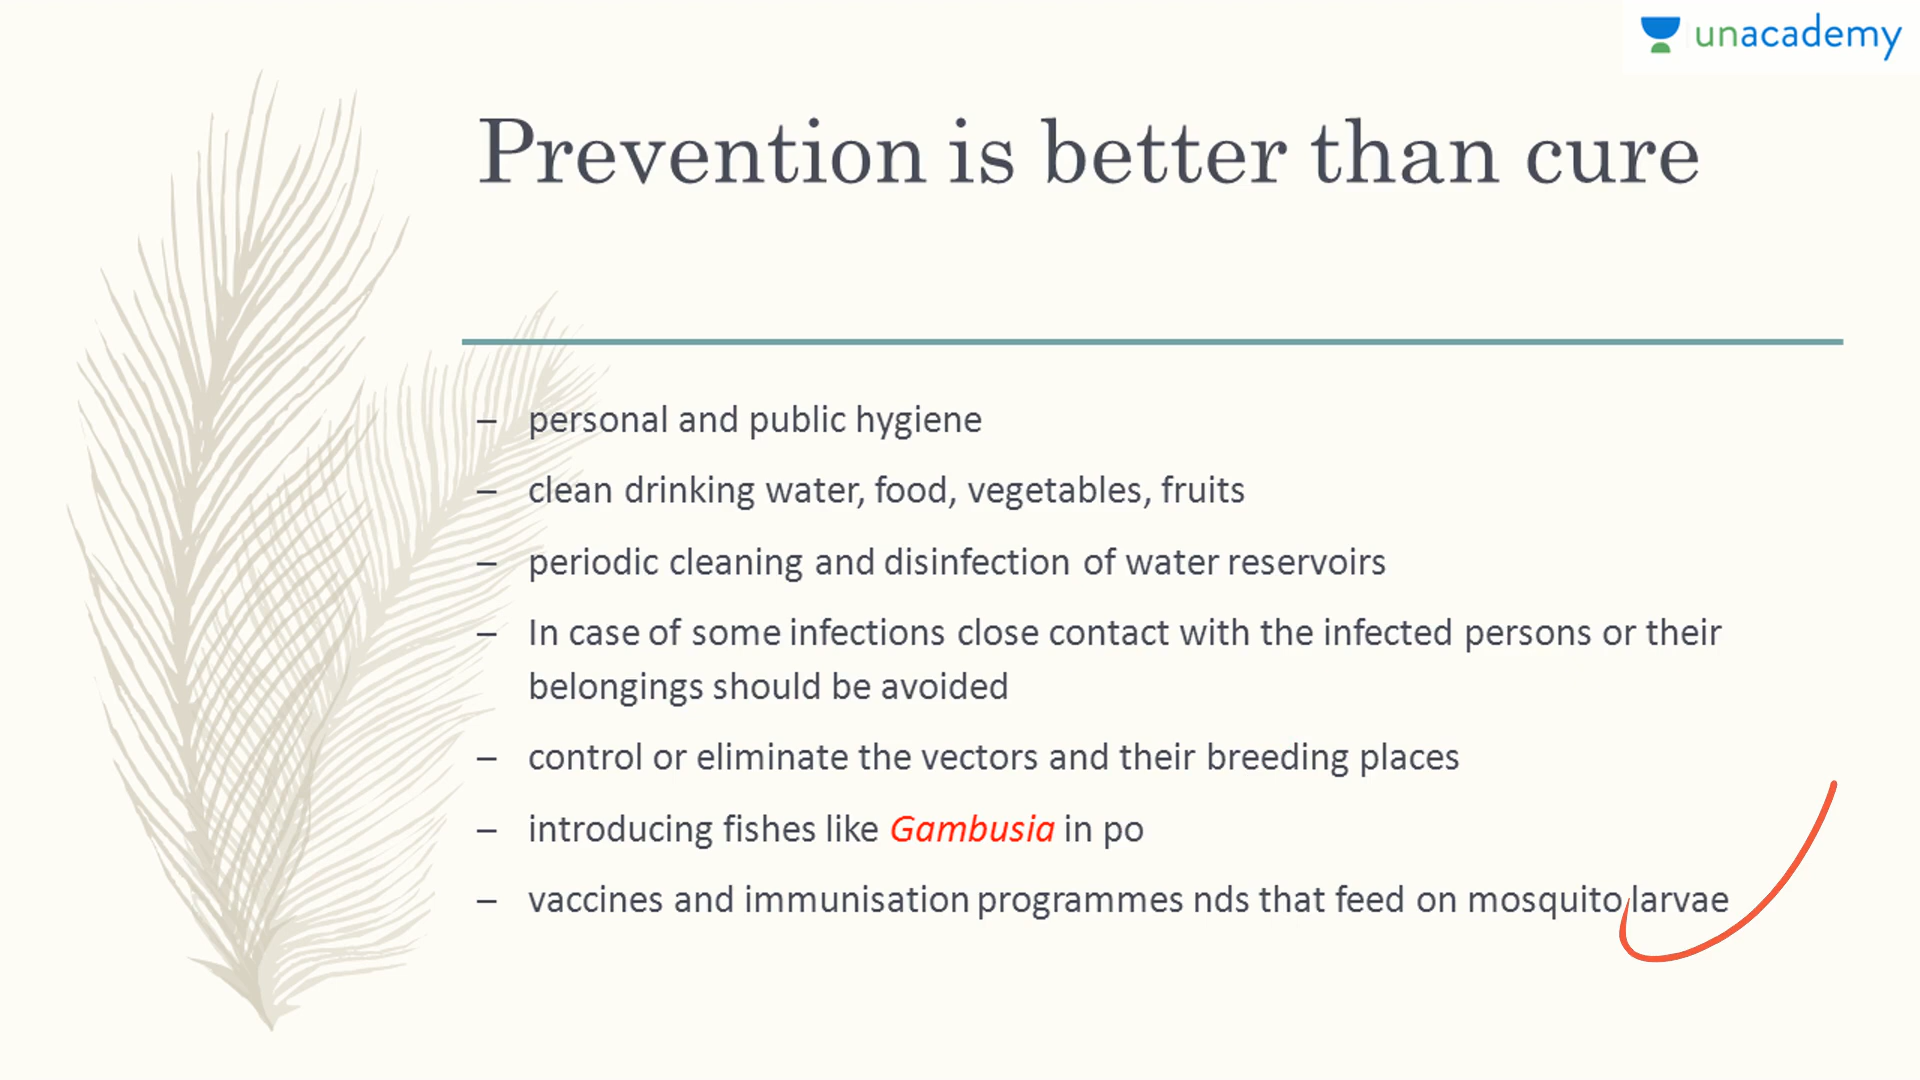 unacademy
Prevention is better than cure
– personal and public hygiene
– clean drinking water, food, vegetables, fruits
– periodic cleaning and disinfection of water reservoirs
– In case of some infections close contact with the infected persons or their
belongings should be avoided
– control or eliminate the vectors and their breeding places
– introducing fishes like Gambusia in po
– vaccines and immunisation programmes nds that feed on mosquito larvae